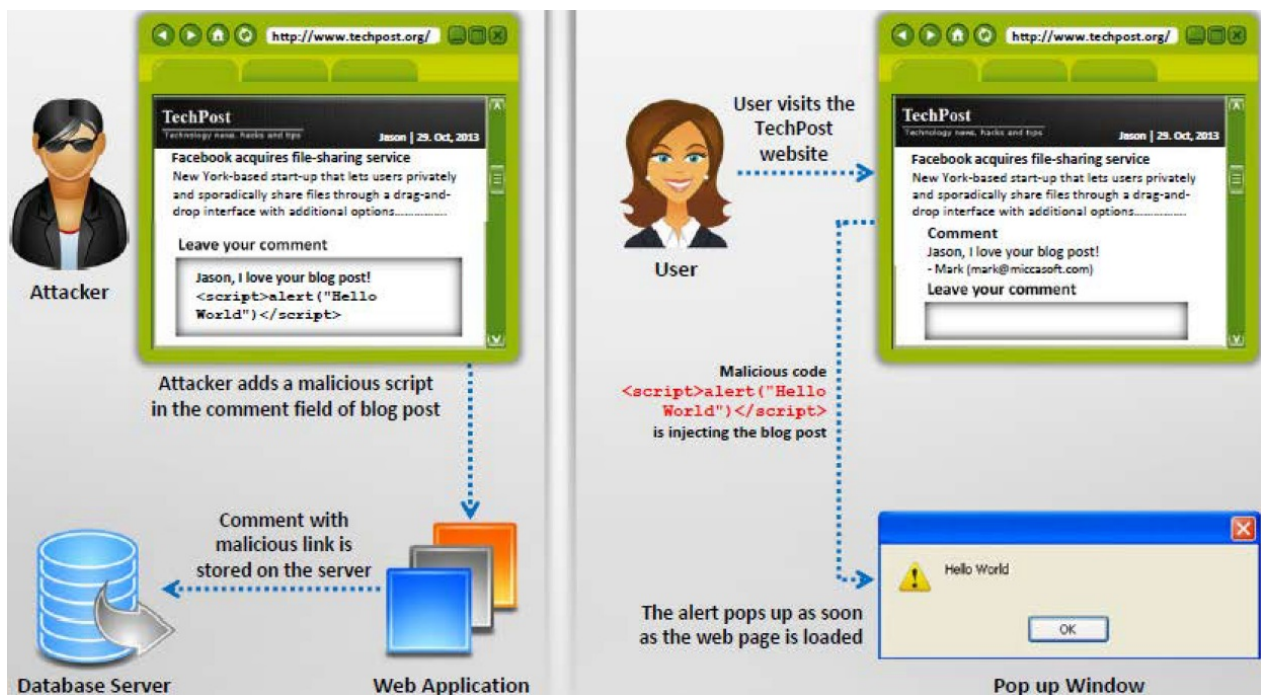 http://www.techpost.org/
TechPost
Technology news, hacks and tips
Jason | 29. Oct, 2013
Facebook acquires file-sharing service
New York-based start-up that lets users privately
and sporadically share files through a drag-and-
drop interface with additional options................
Leave your comment
Jason, I love your blog post!
<script>alert("Hello
World")</script>
Attacker
Attacker adds a malicious script
in the comment field of blog post
Comment with
malicious link is
stored on the server
Database Server
Web Application
User visits the
TechPost
website
User
http://www.techpost.org/
TechPost
Technology news, hacks and tips
Jason | 29. Oct, 2013
Facebook acquires file-sharing service
New York-based start-up that lets users privately
and sporadically share files through a drag-and-
drop interface with additional options................
Comment
Jason, I love your blog post!
- Mark (mark@miccasoft.com)
Leave your comment
Malicious code
<script>alert("Hello
World")</script>
is injecting the blog post
The alert pops up as soon
as the web page is loaded
Hello World
OK
Pop up Window